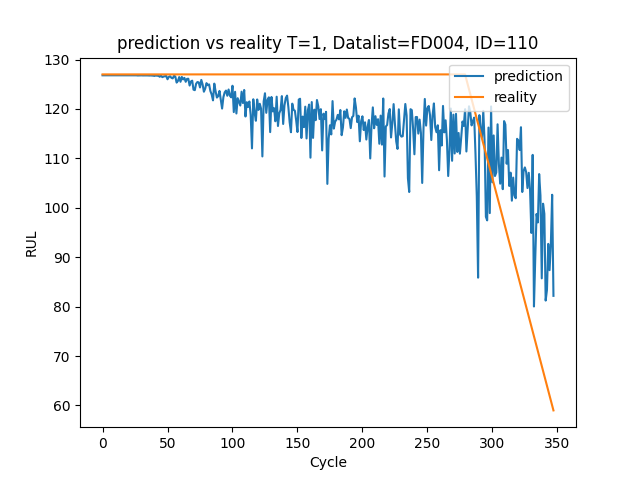 prediction vs reality T=1, Datalist=FD004, ID=110
prediction
reality
RUL
130
120
110
100
90
80
70
60
0 50 100 150 200 250 300 350
Cycle